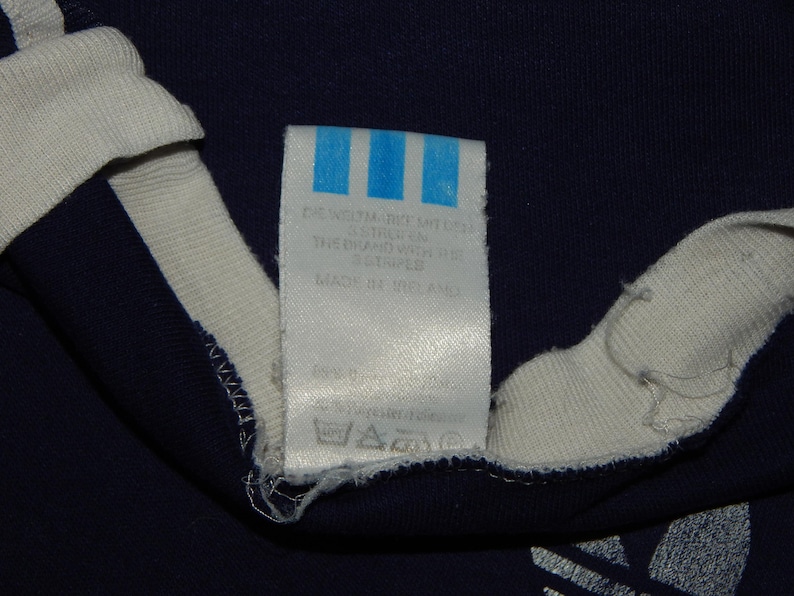 DIE WELTMARKE MIT DEN
3 STREIFEN
THE BRAND WITH THE
3 STRIPES
MADE IN IRELAND